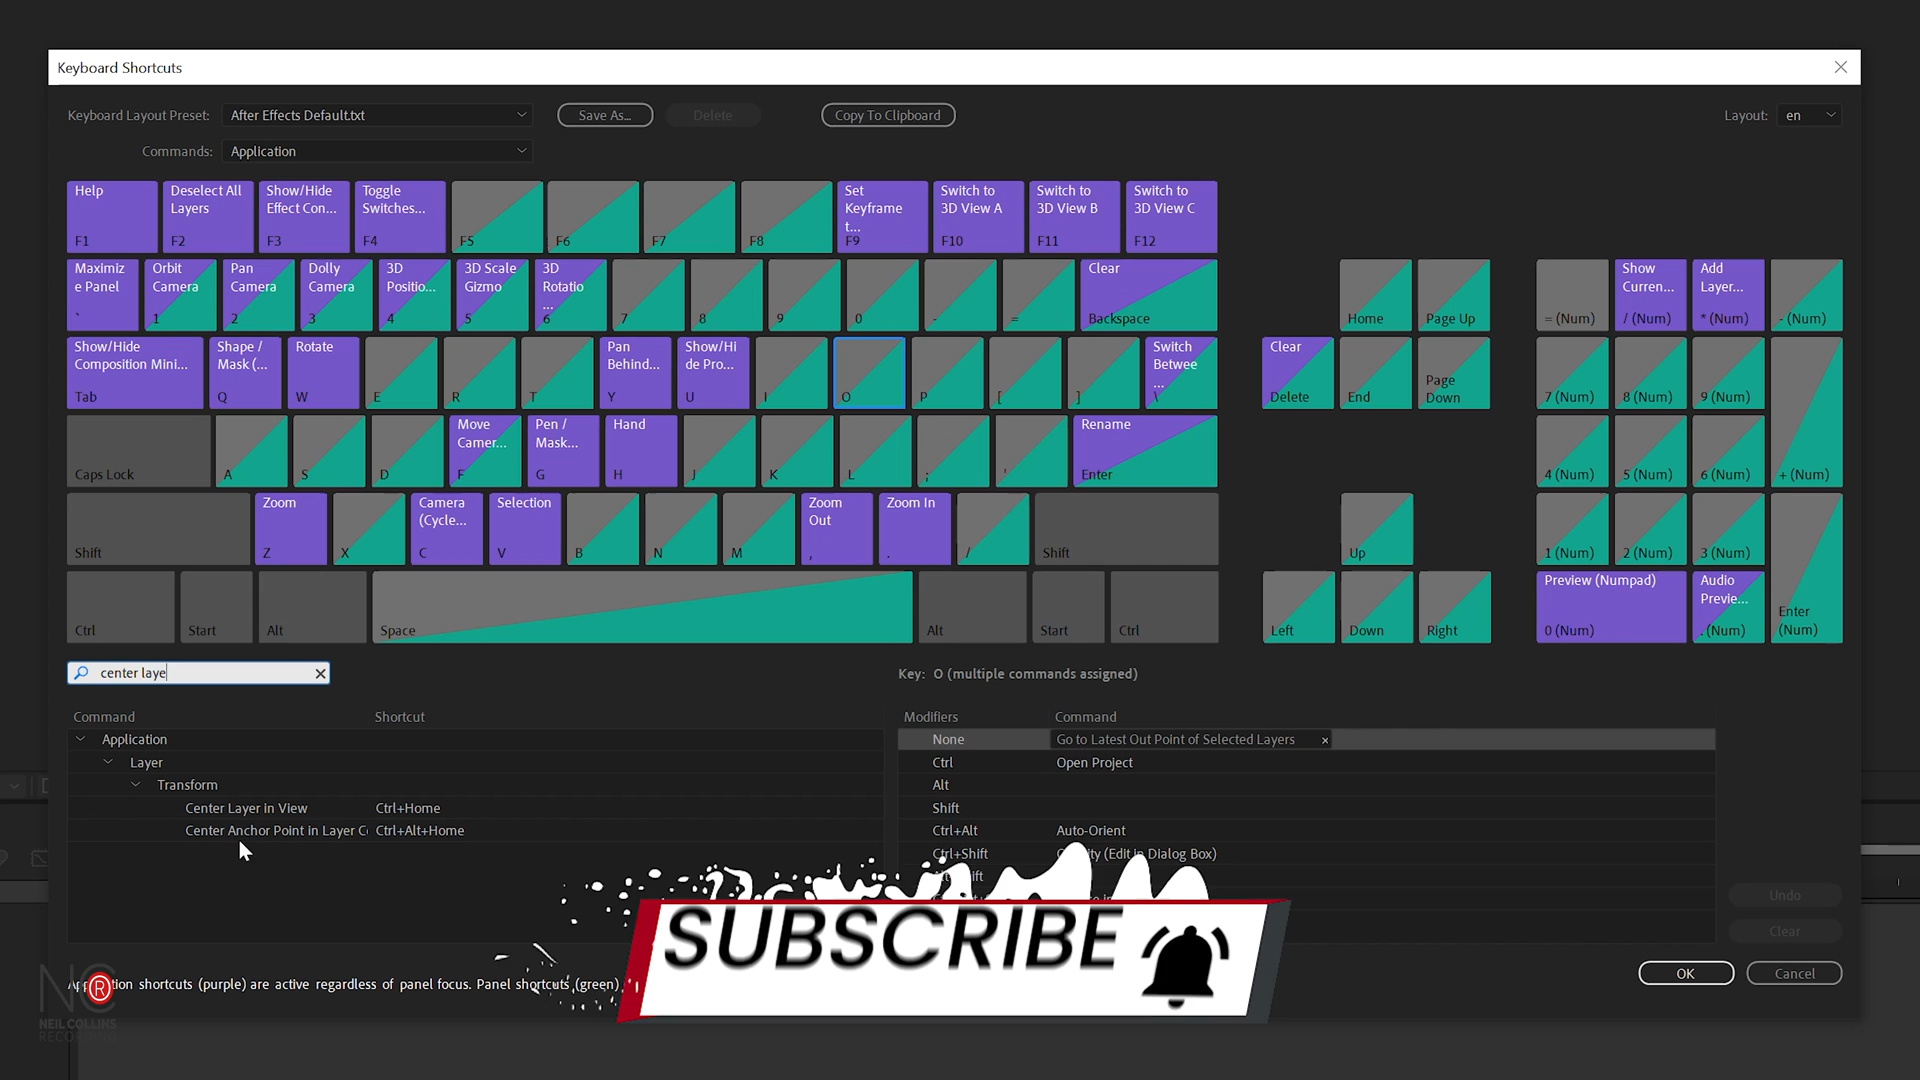 Keyboard Shortcuts
Keyboard Layout Preset: After Effects Default.txt Save As... Delete Copy To Clipboard Layout: en
Commands: Application
Help F1
Deselect All Layers F2
Show/Hide Effect Con... F3
Toggle Switches... F4
F5
F6
F7
F8
Set Keyframe t... F9
Switch to 3D View A F10
Switch to 3D View B F11
Switch to 3D View C F12
Maximiz e Panel `
Orbit Camera 1
Pan Camera 2
Dolly Camera 3
3D Positio... 4
3D Scale Gizmo 5
3D Rotatio ... 6
7
8
9
0
-
=
Clear Backspace
Home
Page Up
= (Num)
Show Curren... / (Num)
Add Layer... * (Num)
- (Num)
Show/Hide Composition Mini... Tab
Shape / Mask (... Q
Rotate W
E
R
T
Pan Behind... Y
Show/Hi de Pro... U
I
O
P
[
]
Switch Betwee ... \
Clear Delete
End
Page Down
7 (Num)
8 (Num)
9 (Num)
+ (Num)
Caps Lock
A
S
D
Move Camer... F
Pen / Mask... G
Hand H
J
K
L
;
'
Rename Enter
4 (Num)
5 (Num)
6 (Num)
Shift
Zoom Z
X
Camera (Cycle... C
Selection V
B
N
M
Zoom Out ,
Zoom In .
/
Shift
Up
1 (Num)
2 (Num)
3 (Num)
Enter (Num)
Ctrl
Start
Alt
Space
Alt
Start
Ctrl
Left
Down
Right
Preview (Numpad) 0 (Num)
Audio Previe... . (Num)
center laye
Key: O (multiple commands assigned)
Command Shortcut
Application
Layer
Transform
Center Layer in View Ctrl+Home
Center Anchor Point in Layer C Ctrl+Alt+Home
Modifiers Command
None Go to Latest Out Point of Selected Layers ×
Ctrl Open Project
Alt
Shift
Ctrl+Alt Auto-Orient
Ctrl+Shift (Edit in Dialog Box)
Undo
Clear
OK Cancel
shortcuts (purple) are active regardless of panel focus. Panel shortcuts (green)
SUBSCRIBE
NC ®
NEIL COLLINS